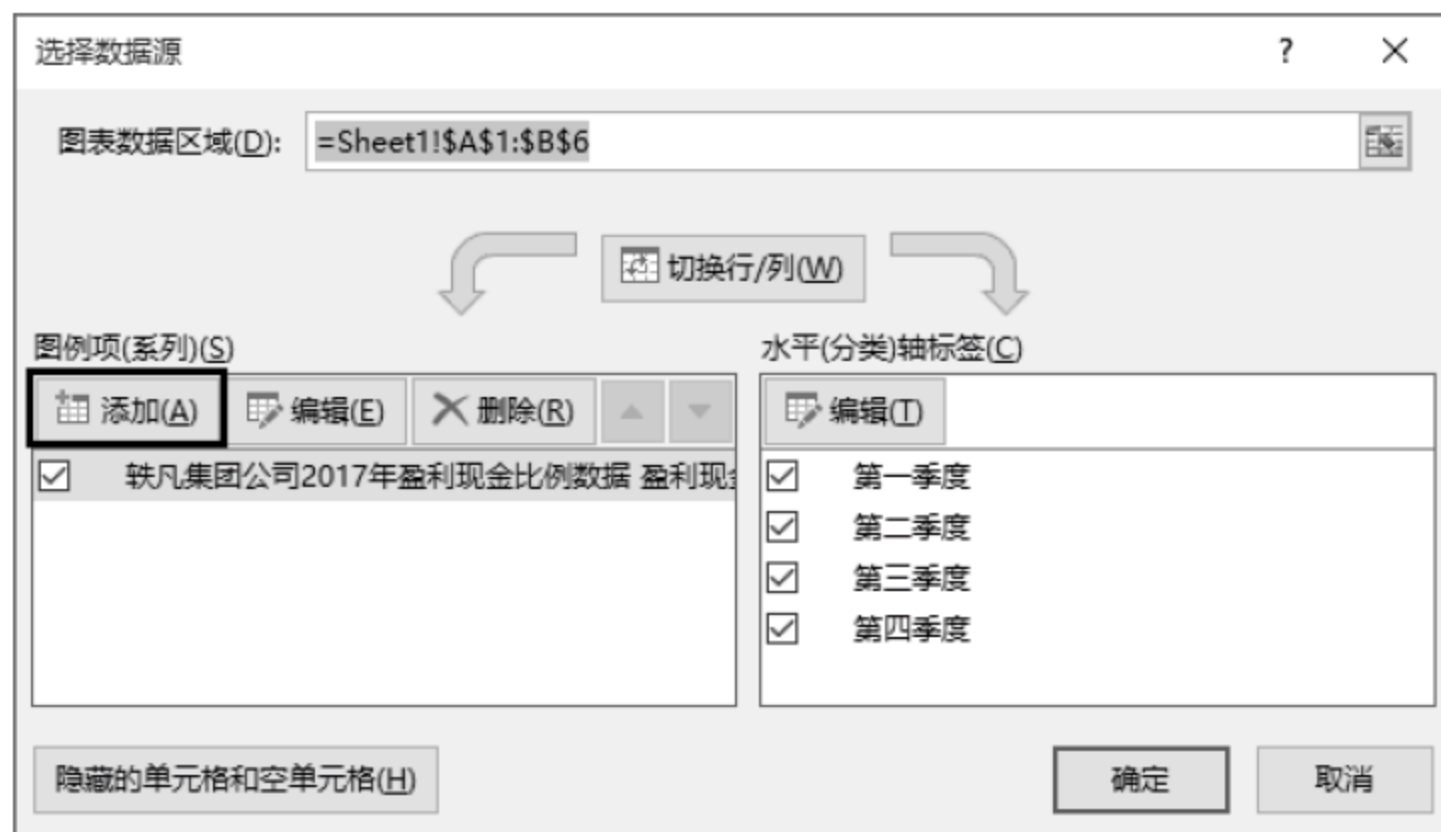 选择数据源 ?
图表数据区域(D): =Sheet1!$A$1:$B$6
切换行/列(W)
图例项(系列)(S) 水平(分类)轴标签(C)
添加(A) 编辑(E) 删除(R) 编辑(T)
轶凡集团公司2017年盈利现金比例数据 盈利现 第一季度
第二季度
第三季度
第四季度
隐藏的单元格和空单元格(H) 确定 取消